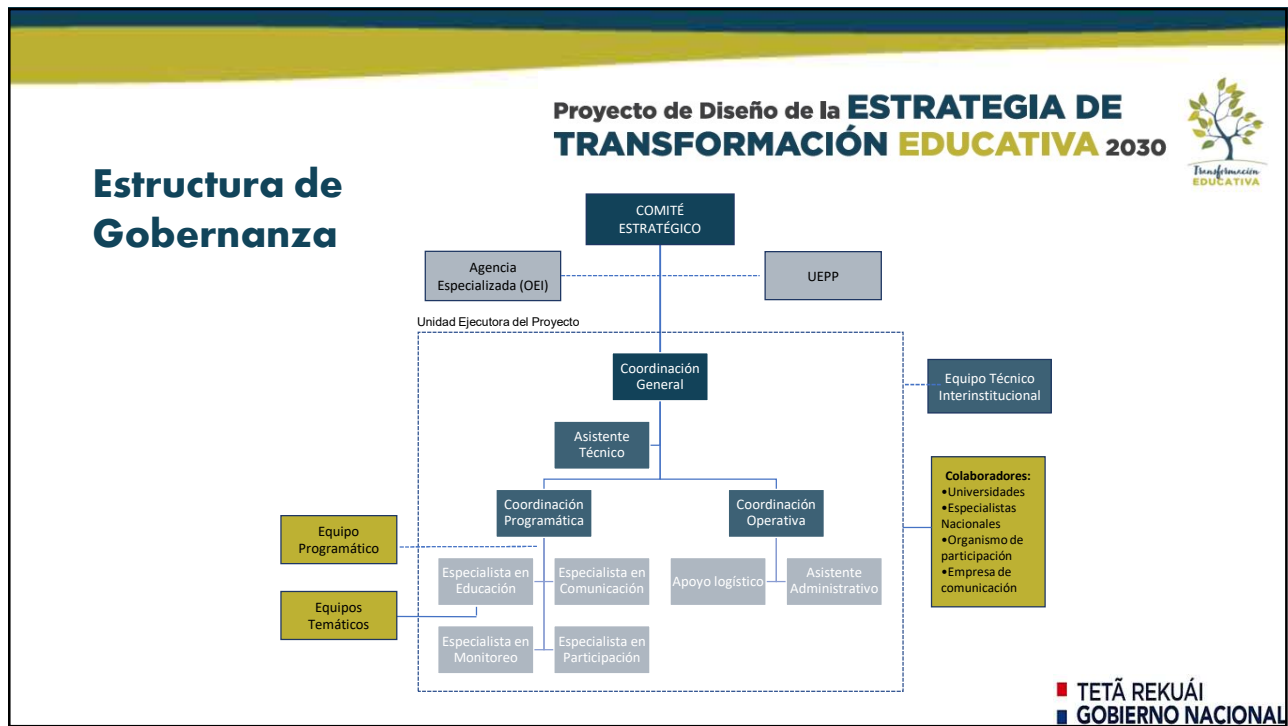 Proyecto de Diseño de la ESTRATEGIA DE
TRANSFORMACIÓN EDUCATIVA 2030
Transformación
EDUCATIVA
Estructura de
Gobernanza
COMITÉ
ESTRATÉGICO
Agencia
Especializada (OEI)
UEPP
Unidad Ejecutora del Proyecto
Coordinación
General
Equipo Técnico
Interinstitucional
Asistente
Técnico
Coordinación
Programática
Coordinación
Operativa
Colaboradores:
•Universidades
•Especialistas
Nacionales
•Organismo de
participación
•Empresa de
comunicación
Equipo
Programático
Especialista en
Educación
Especialista en
Comunicación
Apoyo logístico
Asistente
Administrativo
Equipos
Temáticos
Especialista en
Monitoreo
Especialista en
Participación
TETÃ REKUÁI
GOBIERNO NACIONAL